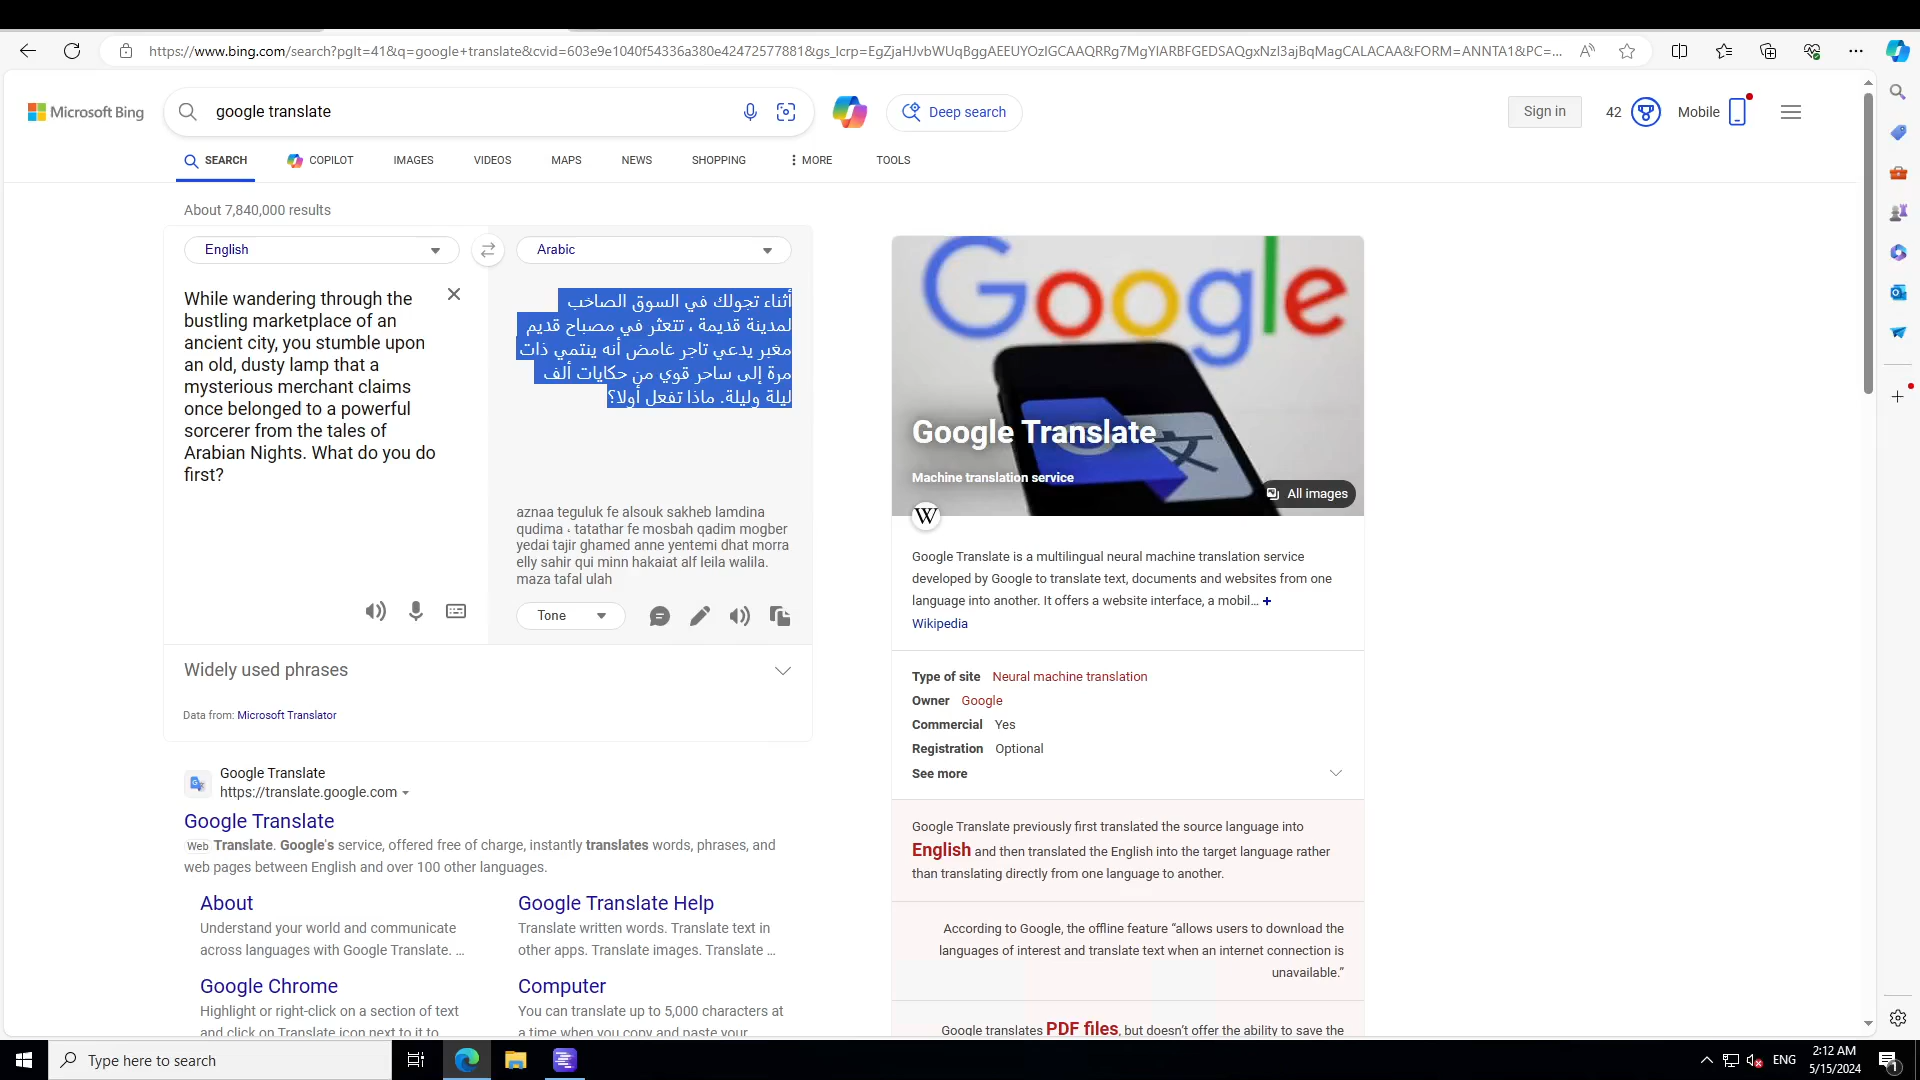 https://www.bing.com/search?pglt=41&q=google+translate&cvid=603e9e1040f54336a380e42472577881&gs_lcrp=EgZjaHJvbWUqBggAEEUYOzIGCAAQRRg7MgYIARBFGEDSAQgxNzI3ajBqMagCALACAA&FORM=ANNTA1&PC=...
Microsoft Bing
google translate
Deep search
Sign in
42
Mobile
SEARCH
COPILOT
IMAGES
VIDEOS
MAPS
NEWS
SHOPPING
MORE
TOOLS
About 7,840,000 results
English
While wandering through the
bustling marketplace of an
ancient city, you stumble upon
an old, dusty lamp that a
mysterious merchant claims
once belonged to a powerful
sorcerer from the tales of
Arabian Nights. What do you do
first?
Arabic
أثناء تجولك في السوق الصاخب
لمدينة قديمة ، تتعثر في مصباح قديم
مغبر يدعي تاجر غامض أنه ينتمي ذات
مرة إلى ساحر قوي من حكايات ألف
ليلة وليلة. ماذا تفعل أولا؟
aznaa teguluk fe alsouk sakheb lamdina
qudima ، tatathar fe mosbah qadim mogber
yedai tajir ghamed anne yentemi dhat morra
elly sahir qui minn hakaiat alf leila walila.
maza tafal ulah
Tone
Widely used phrases
Data from: Microsoft Translator
Google Translate
https://translate.google.com
Google Translate
Web Translate. Google's service, offered free of charge, instantly translates words, phrases, and
web pages between English and over 100 other languages.
About
Understand your world and communicate
across languages with Google Translate. ...
Google Translate Help
Translate written words. Translate text in
other apps. Translate images. Translate ...
Google Chrome
Highlight or right-click on a section of text
and click on Translate icon next to it to
Computer
You can translate up to 5,000 characters at
a time when you copy and paste your
Google
文
Google Translate
Machine translation service
All images
W
Google Translate is a multilingual neural machine translation service
developed by Google to translate text, documents and websites from one
language into another. It offers a website interface, a mobil... +
Wikipedia
Type of site Neural machine translation
Owner Google
Commercial Yes
Registration Optional
See more
Google Translate previously first translated the source language into
English and then translated the English into the target language rather
than translating directly from one language to another.
According to Google, the offline feature “allows users to download the
languages of interest and translate text when an internet connection is
unavailable.”
Google translates PDF files, but doesn’t offer the ability to save the
Type here to search
ENG
2:12 AM
5/15/2024
1